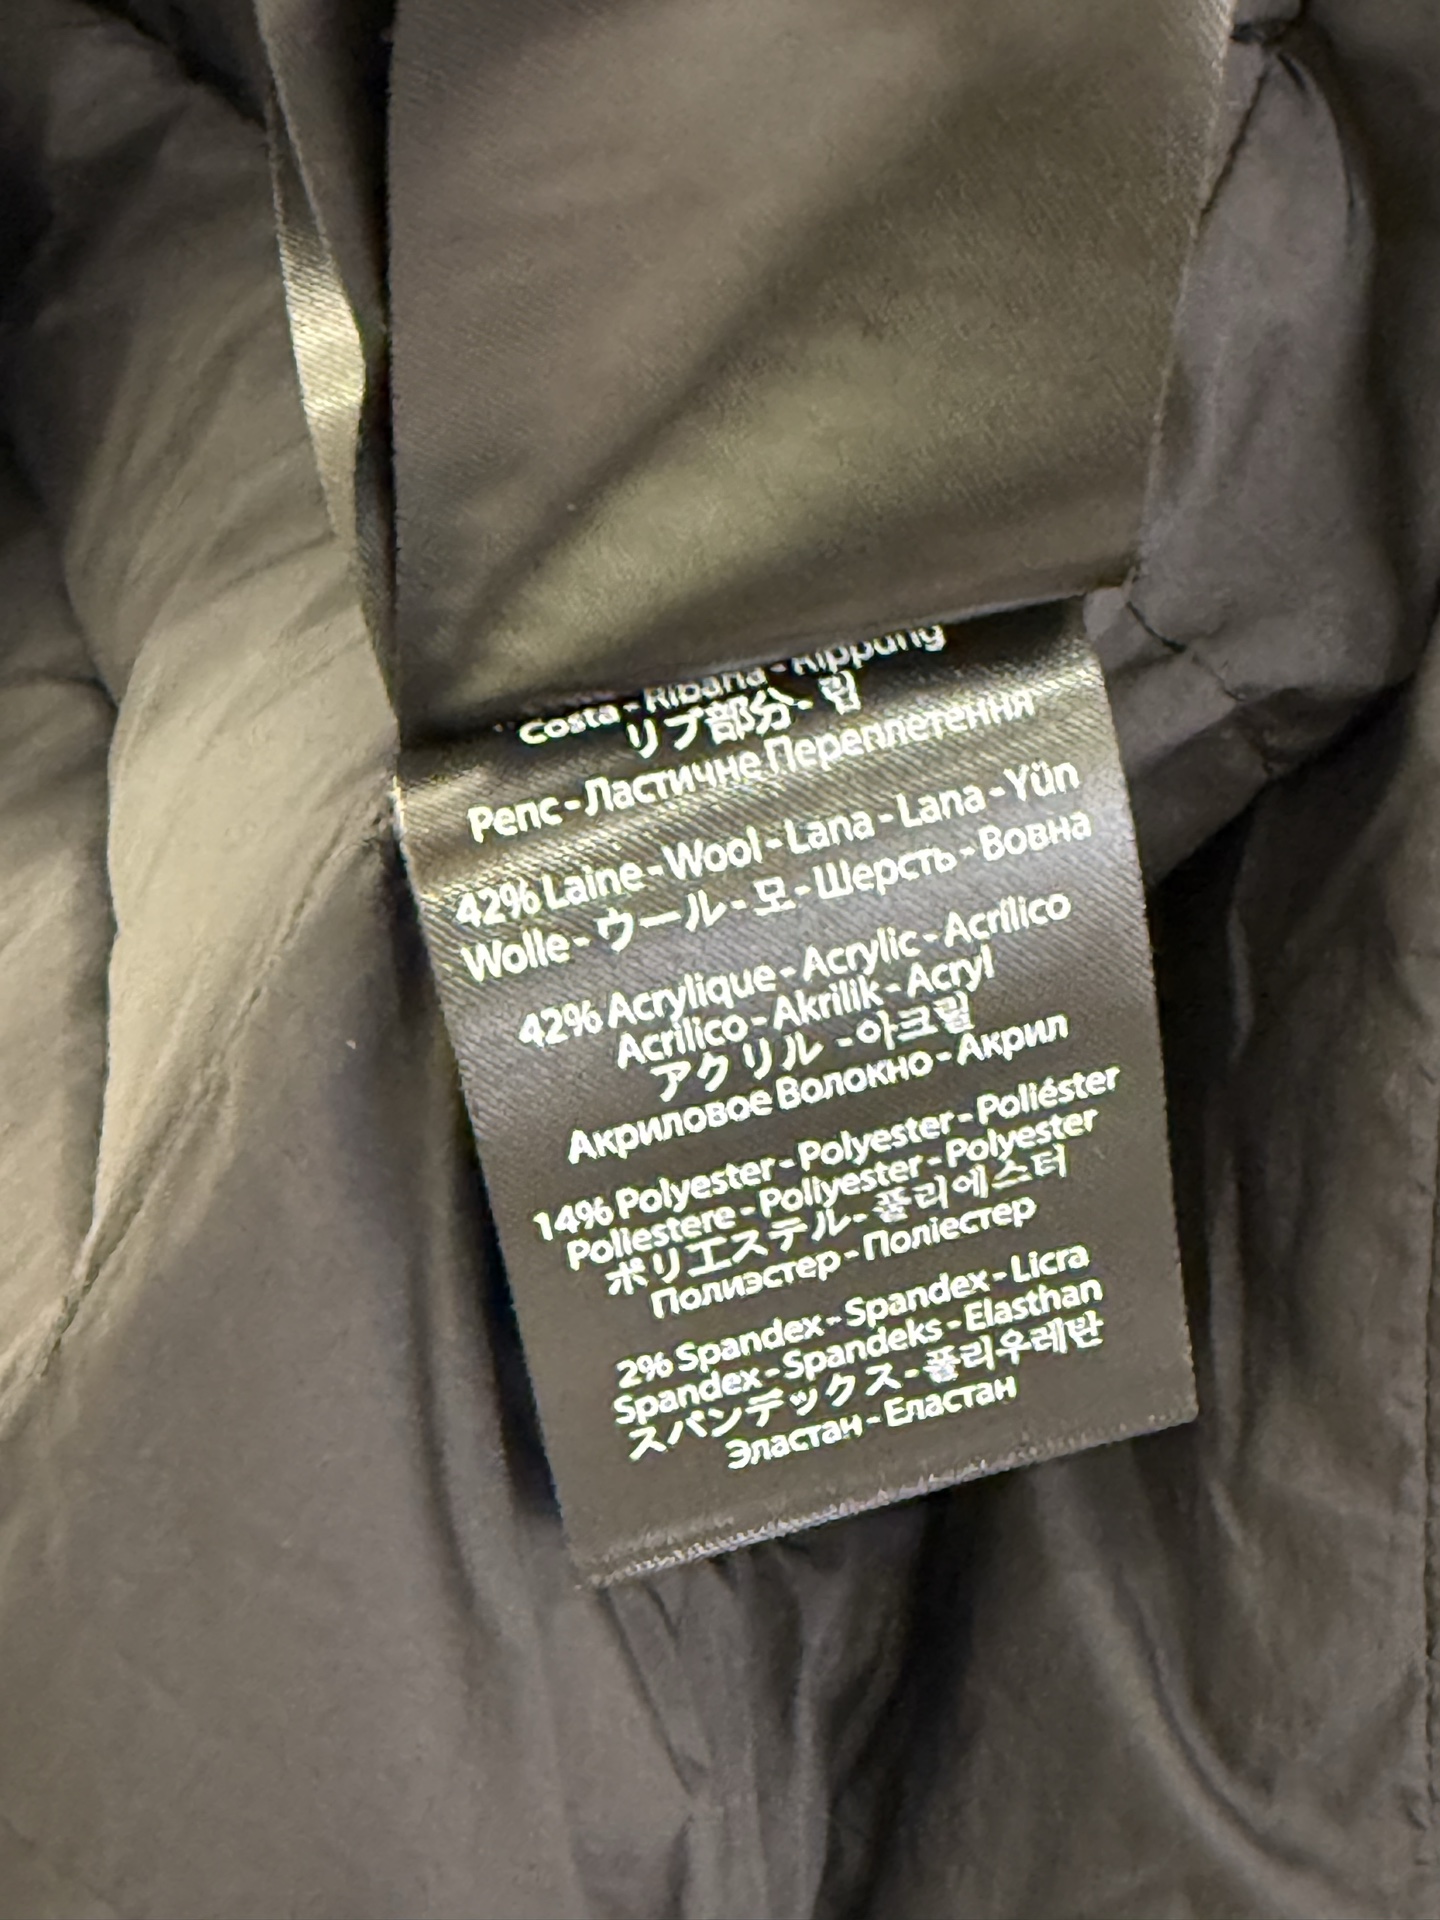 Costa - Ribana - Rippung
リブ部分 - 립
Репс - Ластичне Переплетення
42% Laine - Wool - Lana - Lana - Yün
Wolle - ウール - 모 - Шерсть - Вовна
42% Acrylique - Acrylic - Acrílico
Acrilico - Akrilik - Acryl
アクリル - 아크릴
Акриловое Волокно - Акрил
14% Polyester - Polyester - Poliéster
Poliestere - Poliyester - Polyester
ポリエステル - 폴리에스터
Полиэстер - Поліестер
2% Spandex - Spandex - Licra
Spandex - Spandeks - Elasthan
スパンデックス - 폴리우레반
Эластан - Еластан